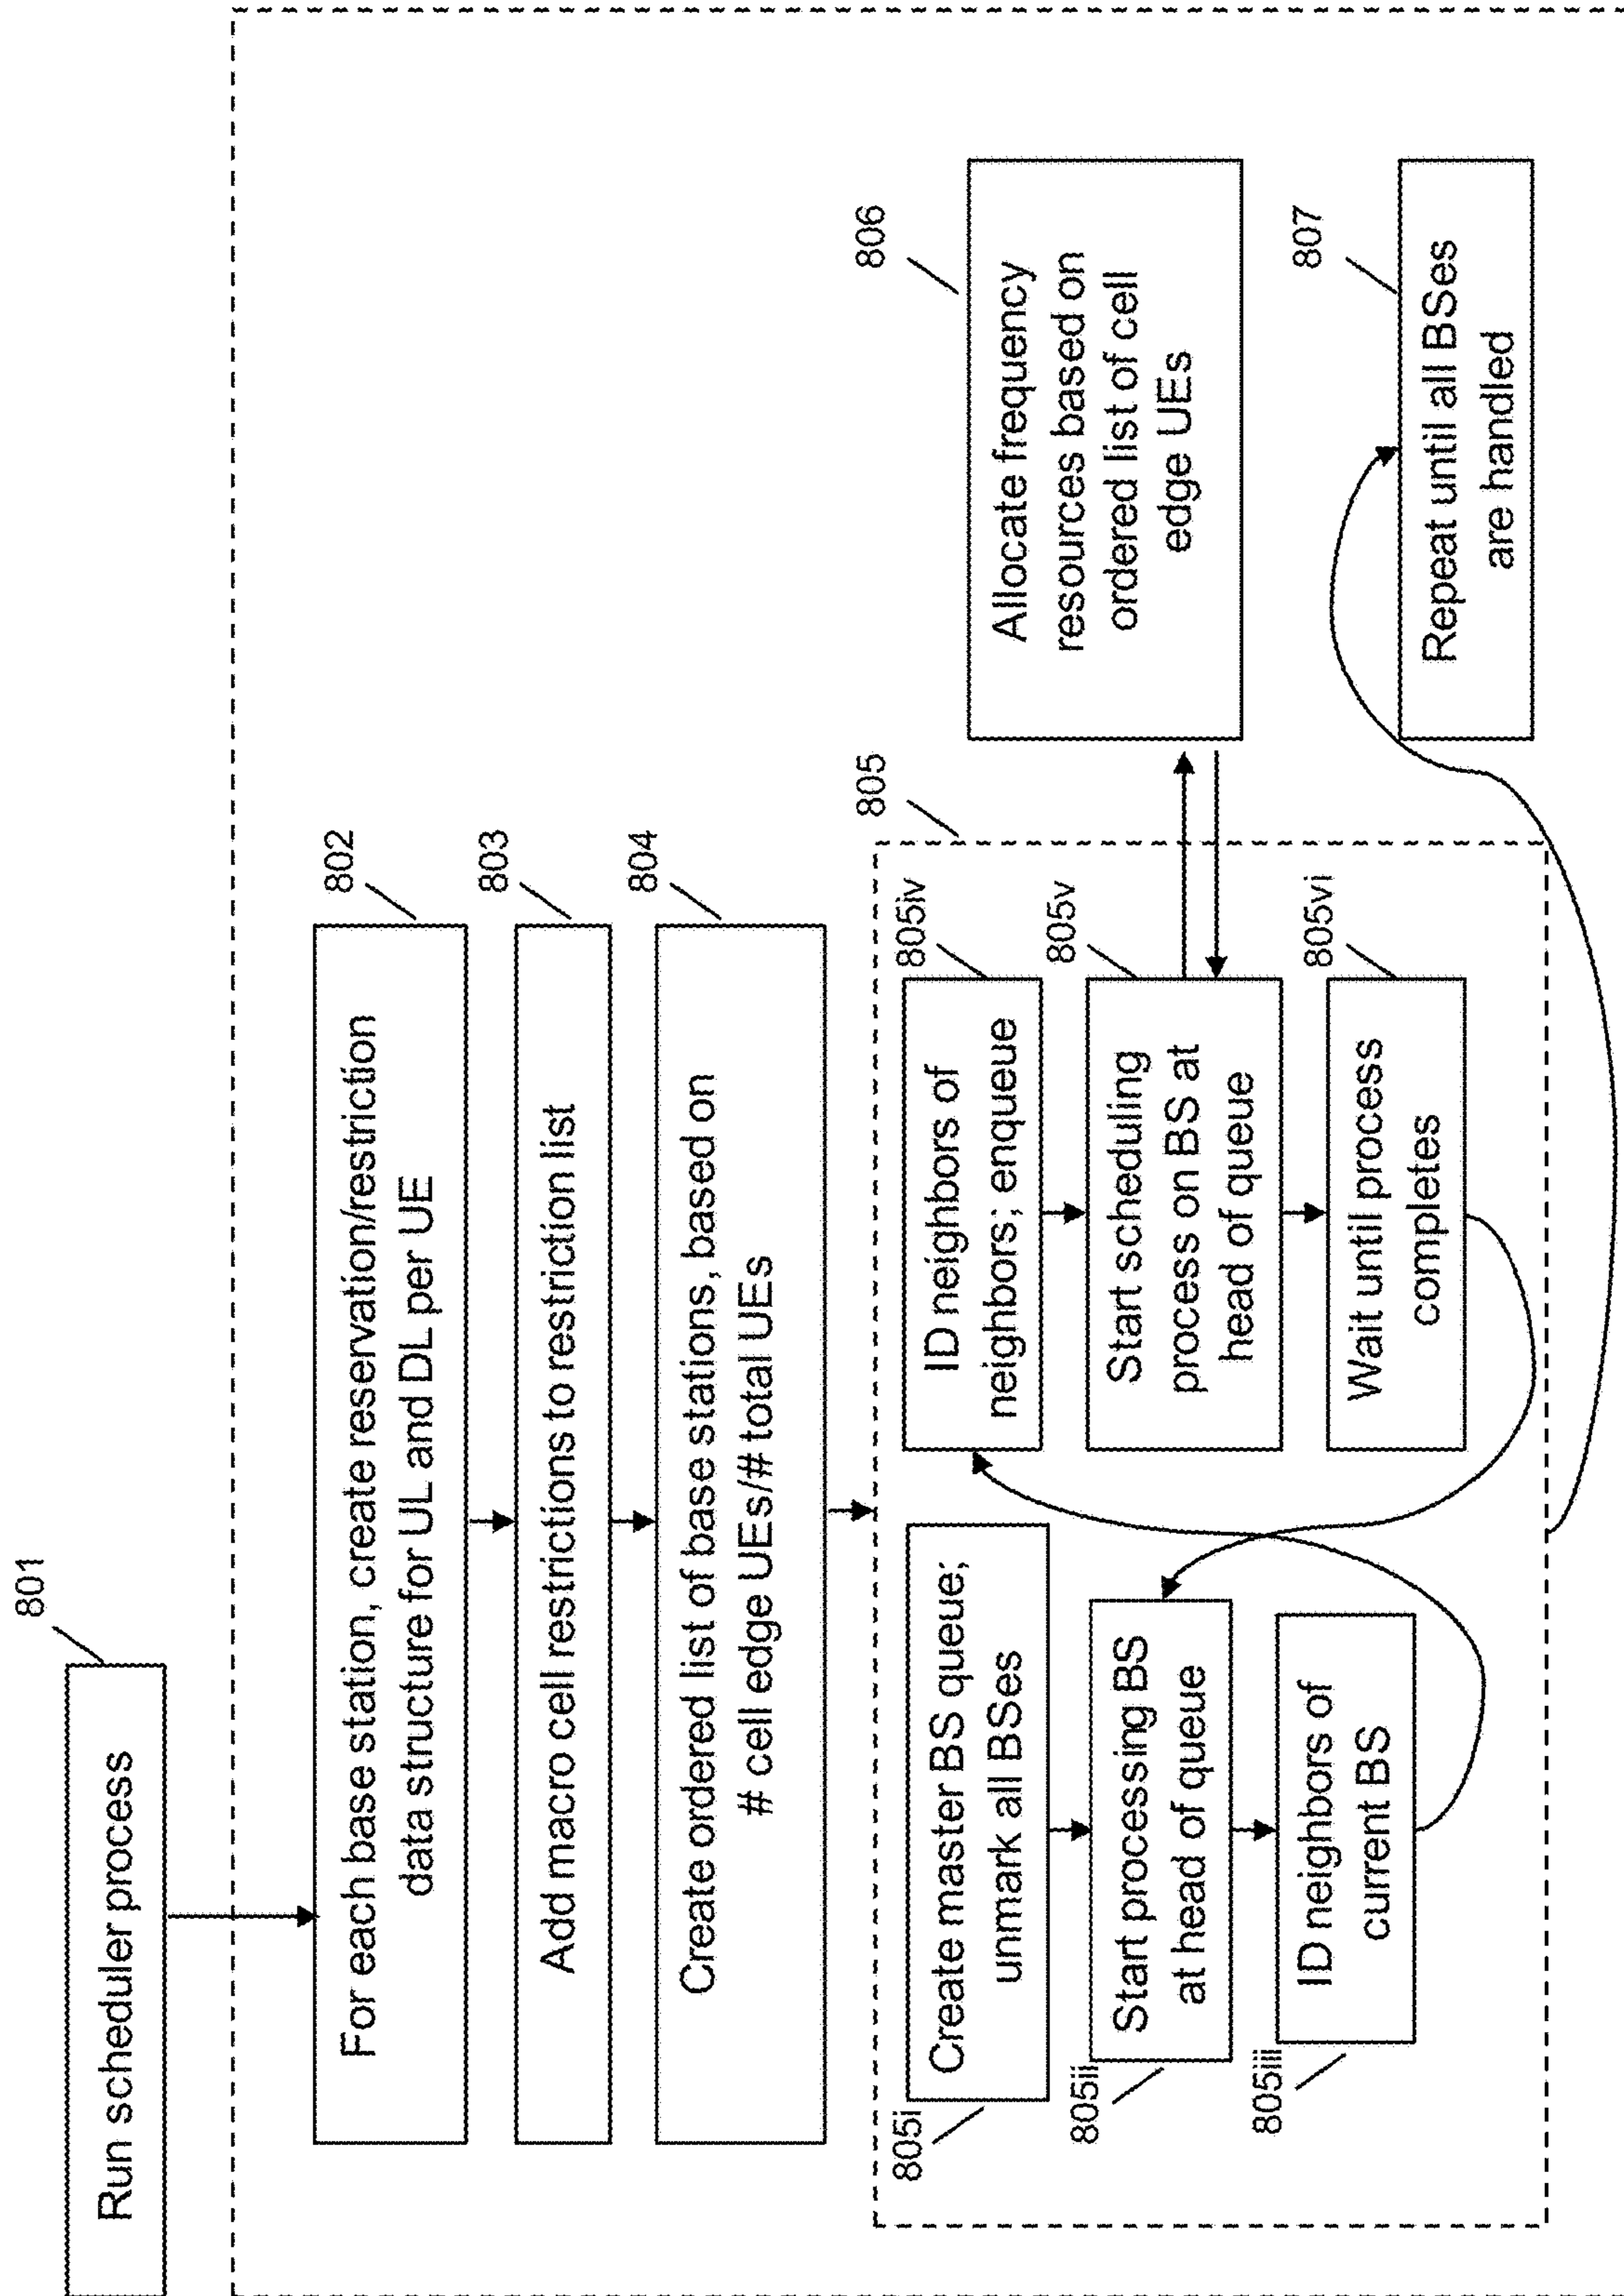 801
Run scheduler process
802
For each base station, create reservation/restriction
data structure for UL and DL per UE
803
Add macro cell restrictions to restriction list
804
Create ordered list of base stations, based on
# cell edge UEs/# total UEs
805
805i
Create master BS queue;
unmark all BSes
805ii
Start processing BS
at head of queue
805iii
ID neighbors of
current BS
805iv
ID neighbors of
neighbors; enqueue
805v
Start scheduling
process on BS at
head of queue
805vi
Wait until process
completes
806
Allocate frequency
resources based on
ordered list of cell
edge UEs
807
Repeat until all BSes
are handled